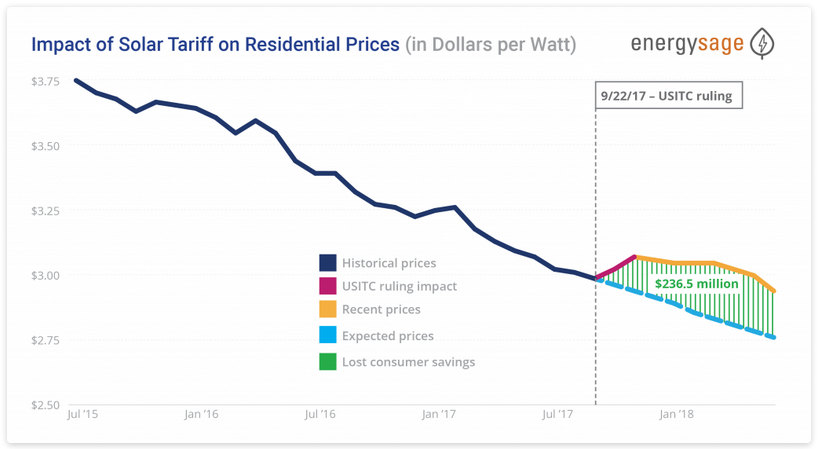 Impact of Solar Tariff on Residential Prices (in Dollars per Watt)
energysage
$3.75
9/22/17 – USITC ruling
$3.50
$3.25
Historical prices
$3.00
USITC ruling impact
$236.5 million
Recent prices
Expected prices
$2.75
Lost consumer savings
$2.50
Jul '15
Jan '16
Jul '16
Jan '17
Jul '17
Jan '18